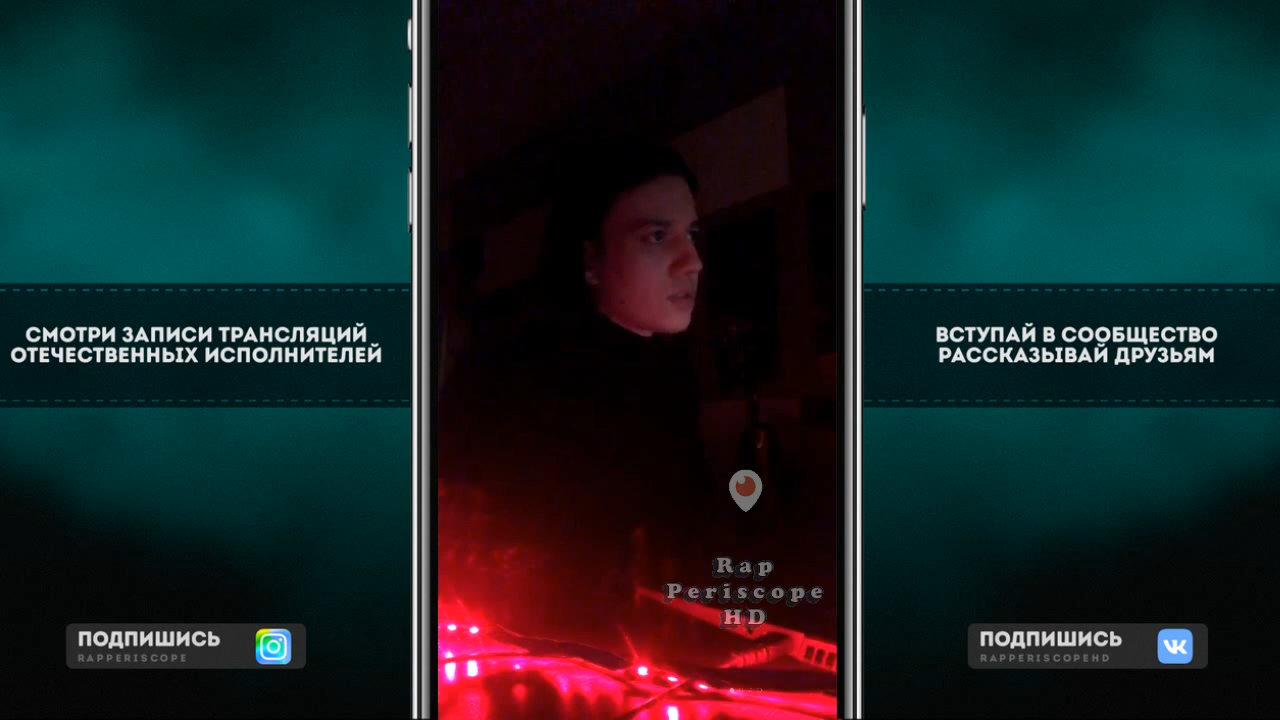 СМОТРИ ЗАПИСИ ТРАНСЛЯЦИЙ
ОТЕЧЕСТВЕННЫХ ИСПОЛНИТЕЛЕЙ
ВСТУПАЙ В СООБЩЕСТВО
РАССКАЗЫВАЙ ДРУЗЬЯМ
Rap
Periscope
HD
ПОДПИШИСЬ
RAPPERISCOPE
ПОДПИШИСЬ
RAPPERISCOPEHD